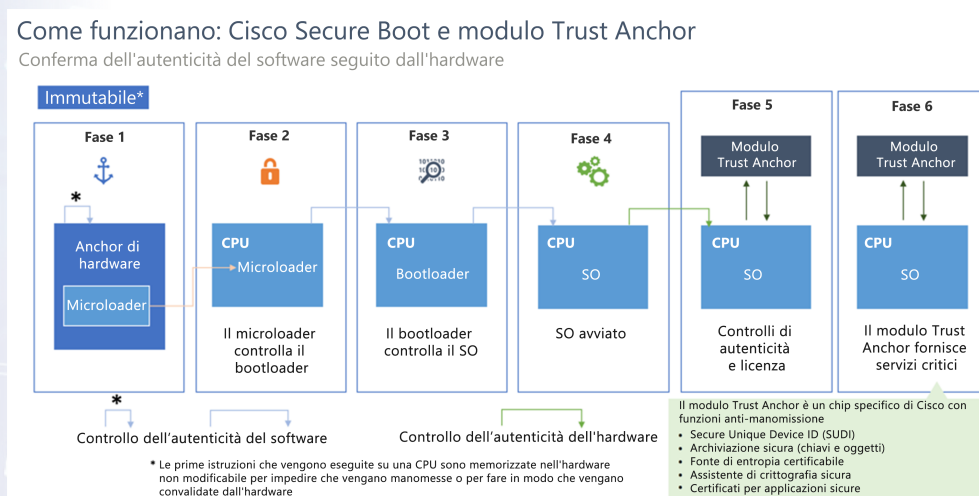 Come funzionano: Cisco Secure Boot e modulo Trust Anchor
Conferma dell'autenticità del software seguito dall'hardware
Immutabile*
Fase 1
*
Anchor di
hardware
Microloader
Fase 2
CPU
Microloader
Il microloader
controlla il
bootloader
Fase 3
1011010
CPU
Bootloader
Il bootloader
controlla il SO
Fase 4
CPU
SO
SO avviato
Fase 5
Modulo
Trust Anchor
CPU
SO
Controlli di
autenticità
e licenza
Fase 6
Modulo
Trust Anchor
CPU
SO
Il modulo Trust
Anchor fornisce
servizi critici
*
Controllo dell'autenticità del software
Controllo dell'autenticità dell'hardware
* Le prime istruzioni che vengono eseguite su una CPU sono memorizzate nell'hardware
non modificabile per impedire che vengano manomesse o per fare in modo che vengano
convalidate dall'hardware
Il modulo Trust Anchor è un chip specifico di Cisco con
funzioni anti-manomissione
• Secure Unique Device ID (SUDI)
• Archiviazione sicura (chiavi e oggetti)
• Fonte di entropia certificabile
• Assistente di crittografia sicura
• Certificati per applicazioni sicure